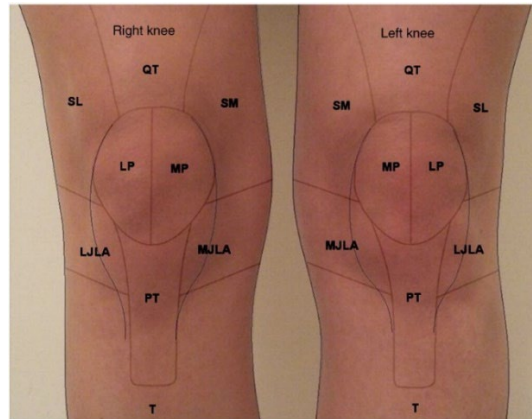 Right knee
Left knee
QT
QT
SL
SM
SM
SL
LP
MP
MP
LP
LJLA
MJLA
MJLA
LJLA
PT
PT
T
T